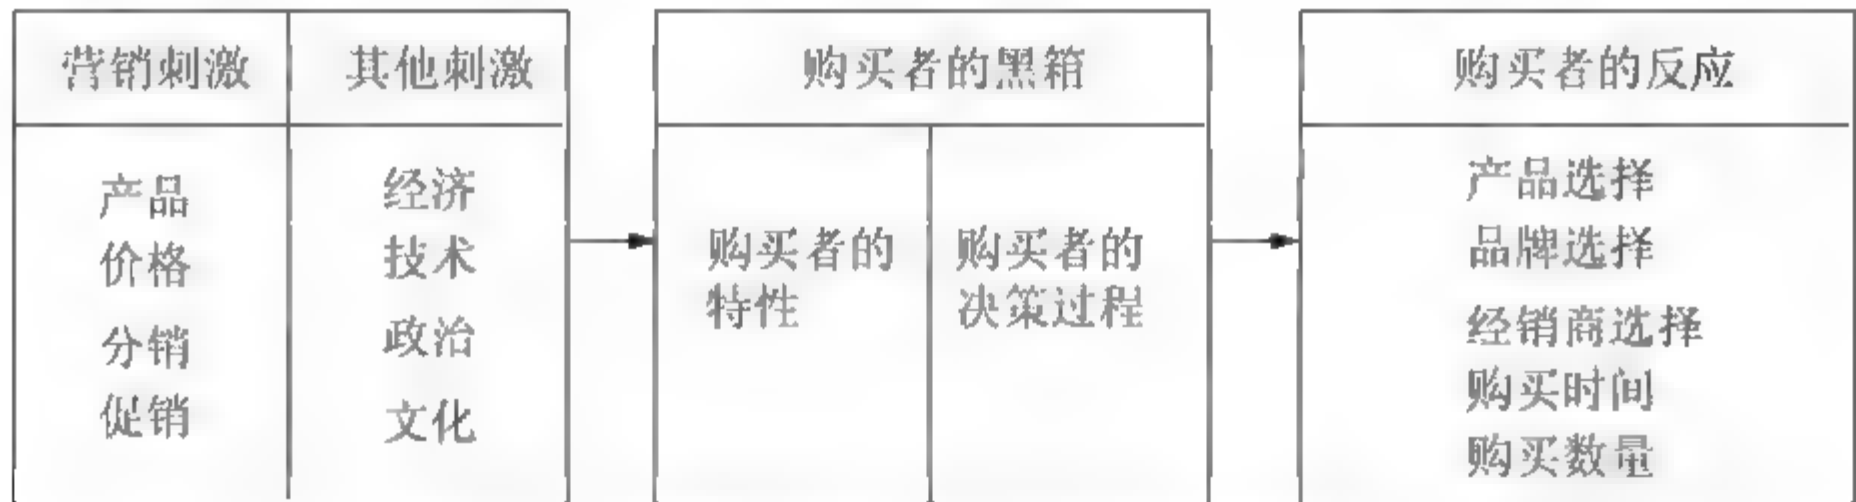 营销刺激
其他刺激
产品
价格
分销
促销
经济
技术
政治
文化
购买者的黑箱
购买者的
特性
购买者的
决策过程
购买者的反应
产品选择
品牌选择
经销商选择
购买时间
购买数量